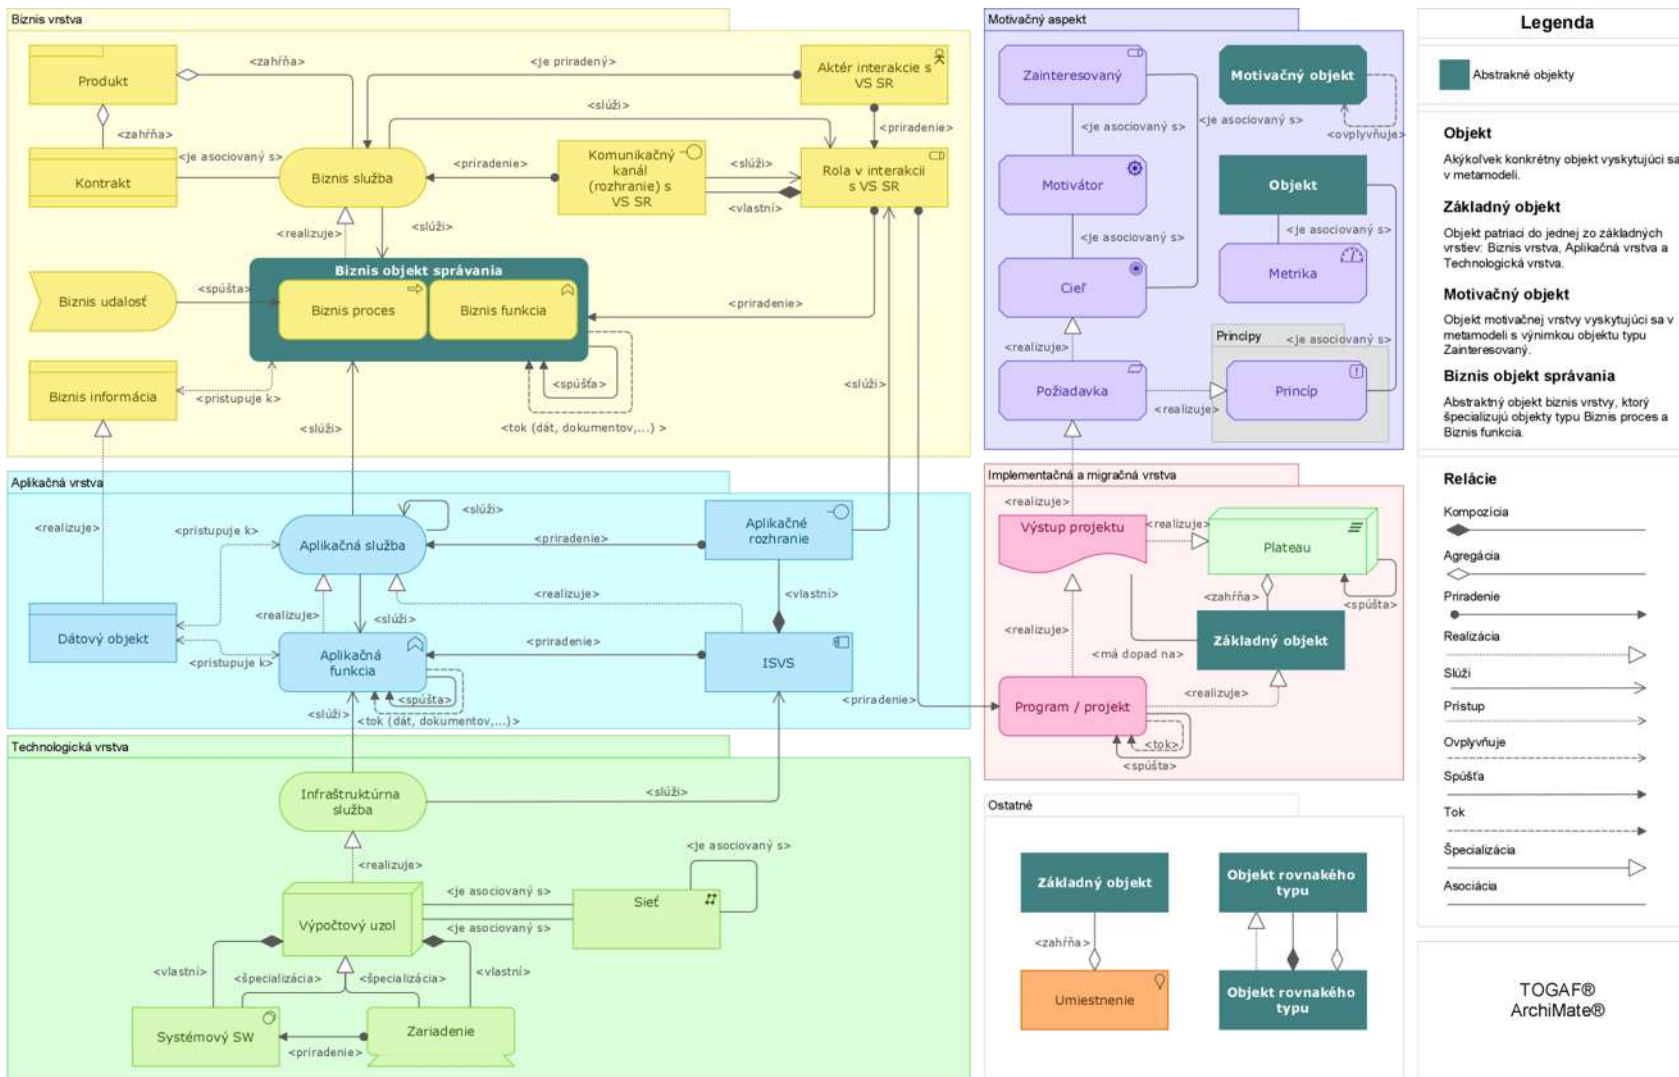 Biznis vrstva
Produkt
<zahŕňa>
<je priradený>
Aktér interakcie s
VS SR
<zahŕňa>
<slúži>
<priradenie>
Kontrakt
<je asociovaný s>
Biznis služba
<priradenie>
Komunikačný
kanál
(rozhranie) s
VS SR
<slúži>
<vlastní>
Rola v interakcii
s VS SR
<realizuje>
<slúži>
Biznis objekt správania
Biznis udalosť
<spúšta>
Biznis proces
Biznis funkcia
<priradenie>
Biznis informácia
<pristupuje k>
<spúšťa>
<tok (dát, dokumentov,...) >
<slúži>
<slúži>
Aplikačná vrstva
<realizuje>
<pristupuje k>
Aplikačná služba
<slúži>
<priradenie>
Aplikačné
rozhranie
<realizuje>
<slúži>
<realizuje>
<vlastní>
Dátový objekt
<pristupuje k>
Aplikačná
funkcia
<priradenie>
ISVS
<spúšta>
<tok (dát, dokumentov,...)>
<slúži>
<priradenie>
Technologická vrstva
Infraštruktúrna
služba
<slúži>
<realizuje>
<je asociovaný s>
Výpočtový uzol
<je asociovaný s>
<je asociovaný s>
Sieť
<vlastní>
<špecializácia>
<špecializácia>
<vlastní>
Systémový SW
<priradenie>
Zariadenie
Motivačný aspekt
Zainteresovaný
Motivačný objekt
<je asociovaný s>
<je asociovaný s>
<ovplyvňuje>
Motivátor
Objekt
<je asociovaný s>
<je asociovaný s>
Cieľ
Metrika
<realizuje>
Princípy
<je asociovaný s>
Požiadavka
<realizuje>
Princíp
Implementačná a migračná vrstva
<realizuje>
Výstup projektu
<realizuje>
Plateau
<zahŕňa>
<spúšta>
<realizuje>
<má dopad na>
Základný objekt
Program / projekt
<realizuje>
<tok>
<spúšta>
Ostatné
Základný objekt
<zahŕňa>
Umiestnenie
Objekt rovnakého
typu
Objekt rovnakého
typu
Legenda
Abstrakné objekty
Objekt
Akýkoľvek konkrétny objekt vyskytujúci sa
v metamodeli.
Základný objekt
Objekt patriaci do jednej zo základných
vrstiev: Biznis vrstva, Aplikačná vrstva a
Technologická vrstva.
Motivačný objekt
Objekt motivačnej vrstvy vyskytujúci sa v
metamodeli s výnimkou objektu typu
Zainteresovaný.
Biznis objekt správania
Abstraktný objekt biznis vrstvy, ktorý
špecializujú objekty typu Biznis proces a
Biznis funkcia.
Relácie
Kompozícia
Agregácia
Priradenie
Realizácia
Slúži
Prístup
Ovplyvňuje
Spúšťa
Tok
Špecializácia
Asociácia
TOGAF®
ArchiMate®